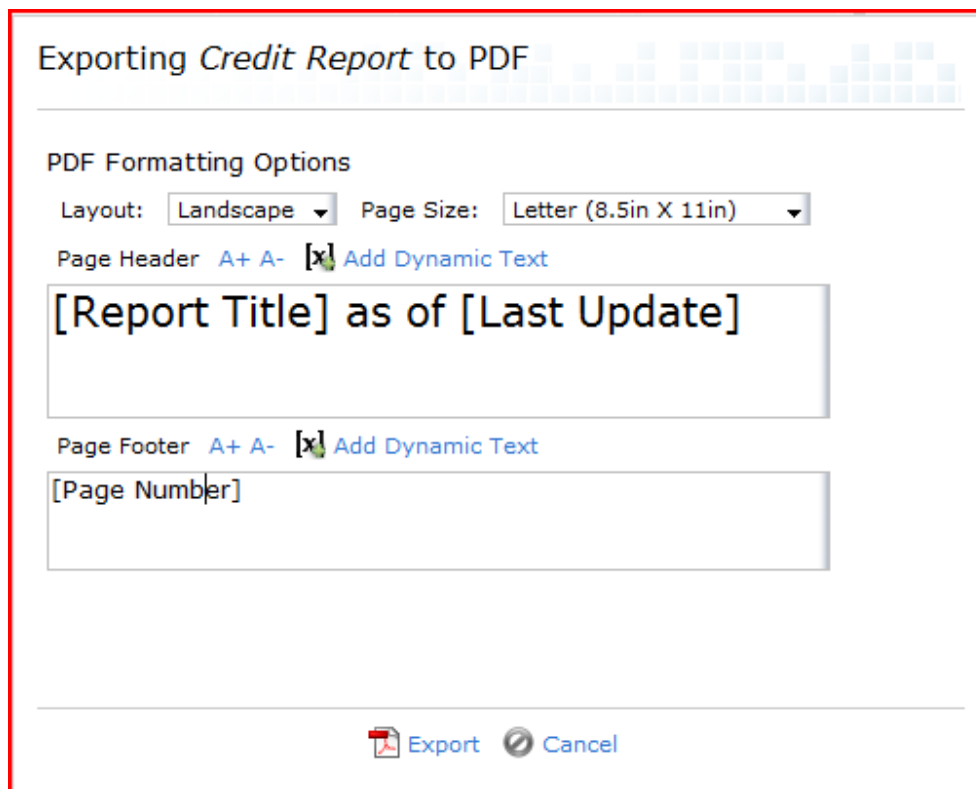 Exporting Credit Report to PDF
PDF Formatting Options
Layout: Landscape Page Size: Letter (8.5in X 11in)
Page Header A+ A- [x] Add Dynamic Text
[Report Title] as of [Last Update]
Page Footer A+ A- [x] Add Dynamic Text
[Page Number]
Export Cancel